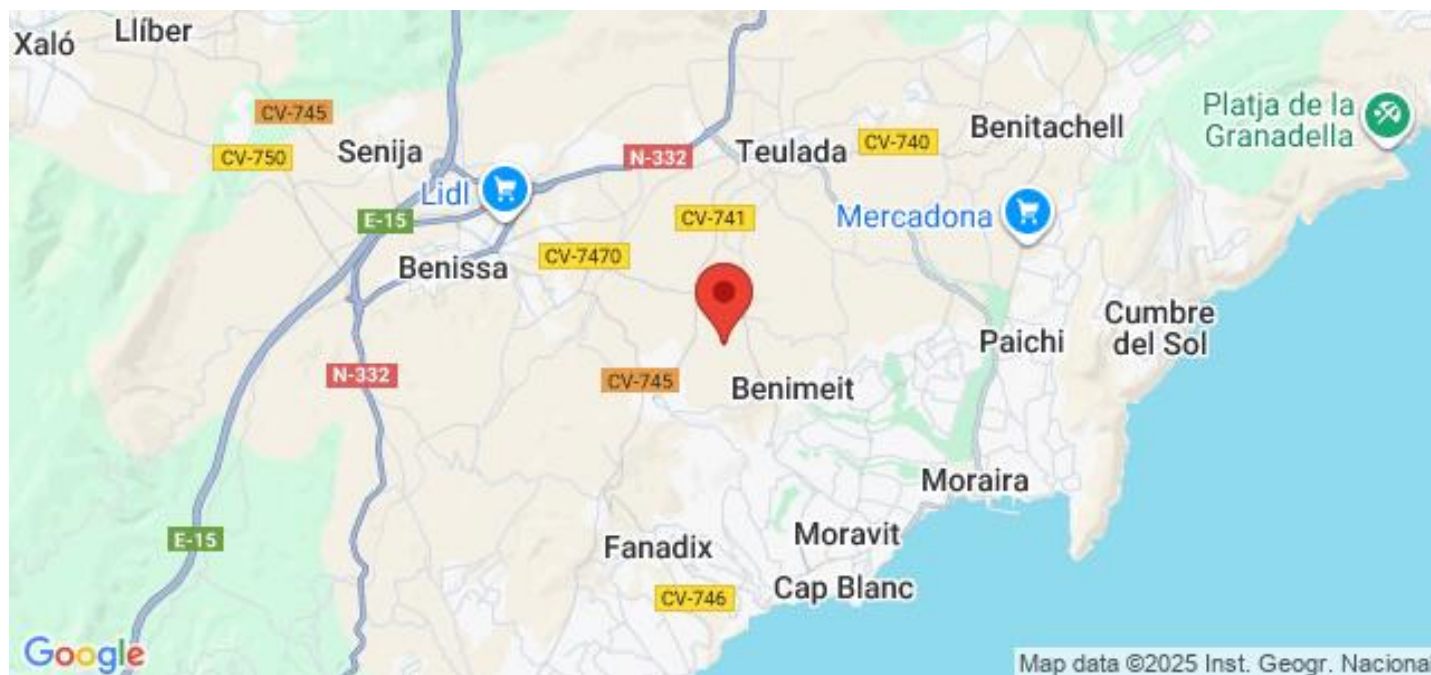 Xaló
Llíber
CV-745
CV-750
Senija
Lidl
N-332
Teulada
CV-740
Benitachell
Platja de la
Granadella
E-15
Benissa
CV-7470
CV-741
Mercadona
Paichi
Cumbre
del Sol
N-332
CV-745
Benimeit
Moraira
E-15
Fanadix
Moravit
CV-746
Cap Blanc
Google
Map data ©2025 Inst. Geogr. Nacional